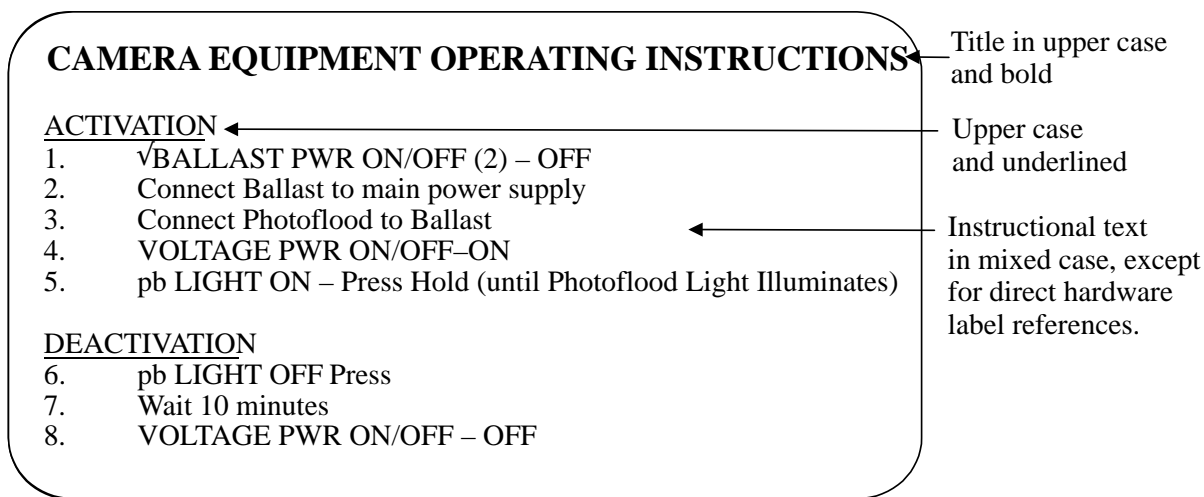 CAMERA EQUIPMENT OPERATING INSTRUCTIONS
ACTIVATION
1. √BALLAST PWR ON/OFF (2) – OFF
2. Connect Ballast to main power supply
3. Connect Photoflood to Ballast
4. VOLTAGE PWR ON/OFF–ON
5. pb LIGHT ON – Press Hold (until Photoflood Light Illuminates)
DEACTIVATION
6. pb LIGHT OFF Press
7. Wait 10 minutes
8. VOLTAGE PWR ON/OFF – OFF
Title in upper case
and bold
Upper case
and underlined
Instructional text
in mixed case, except
for direct hardware
label references.